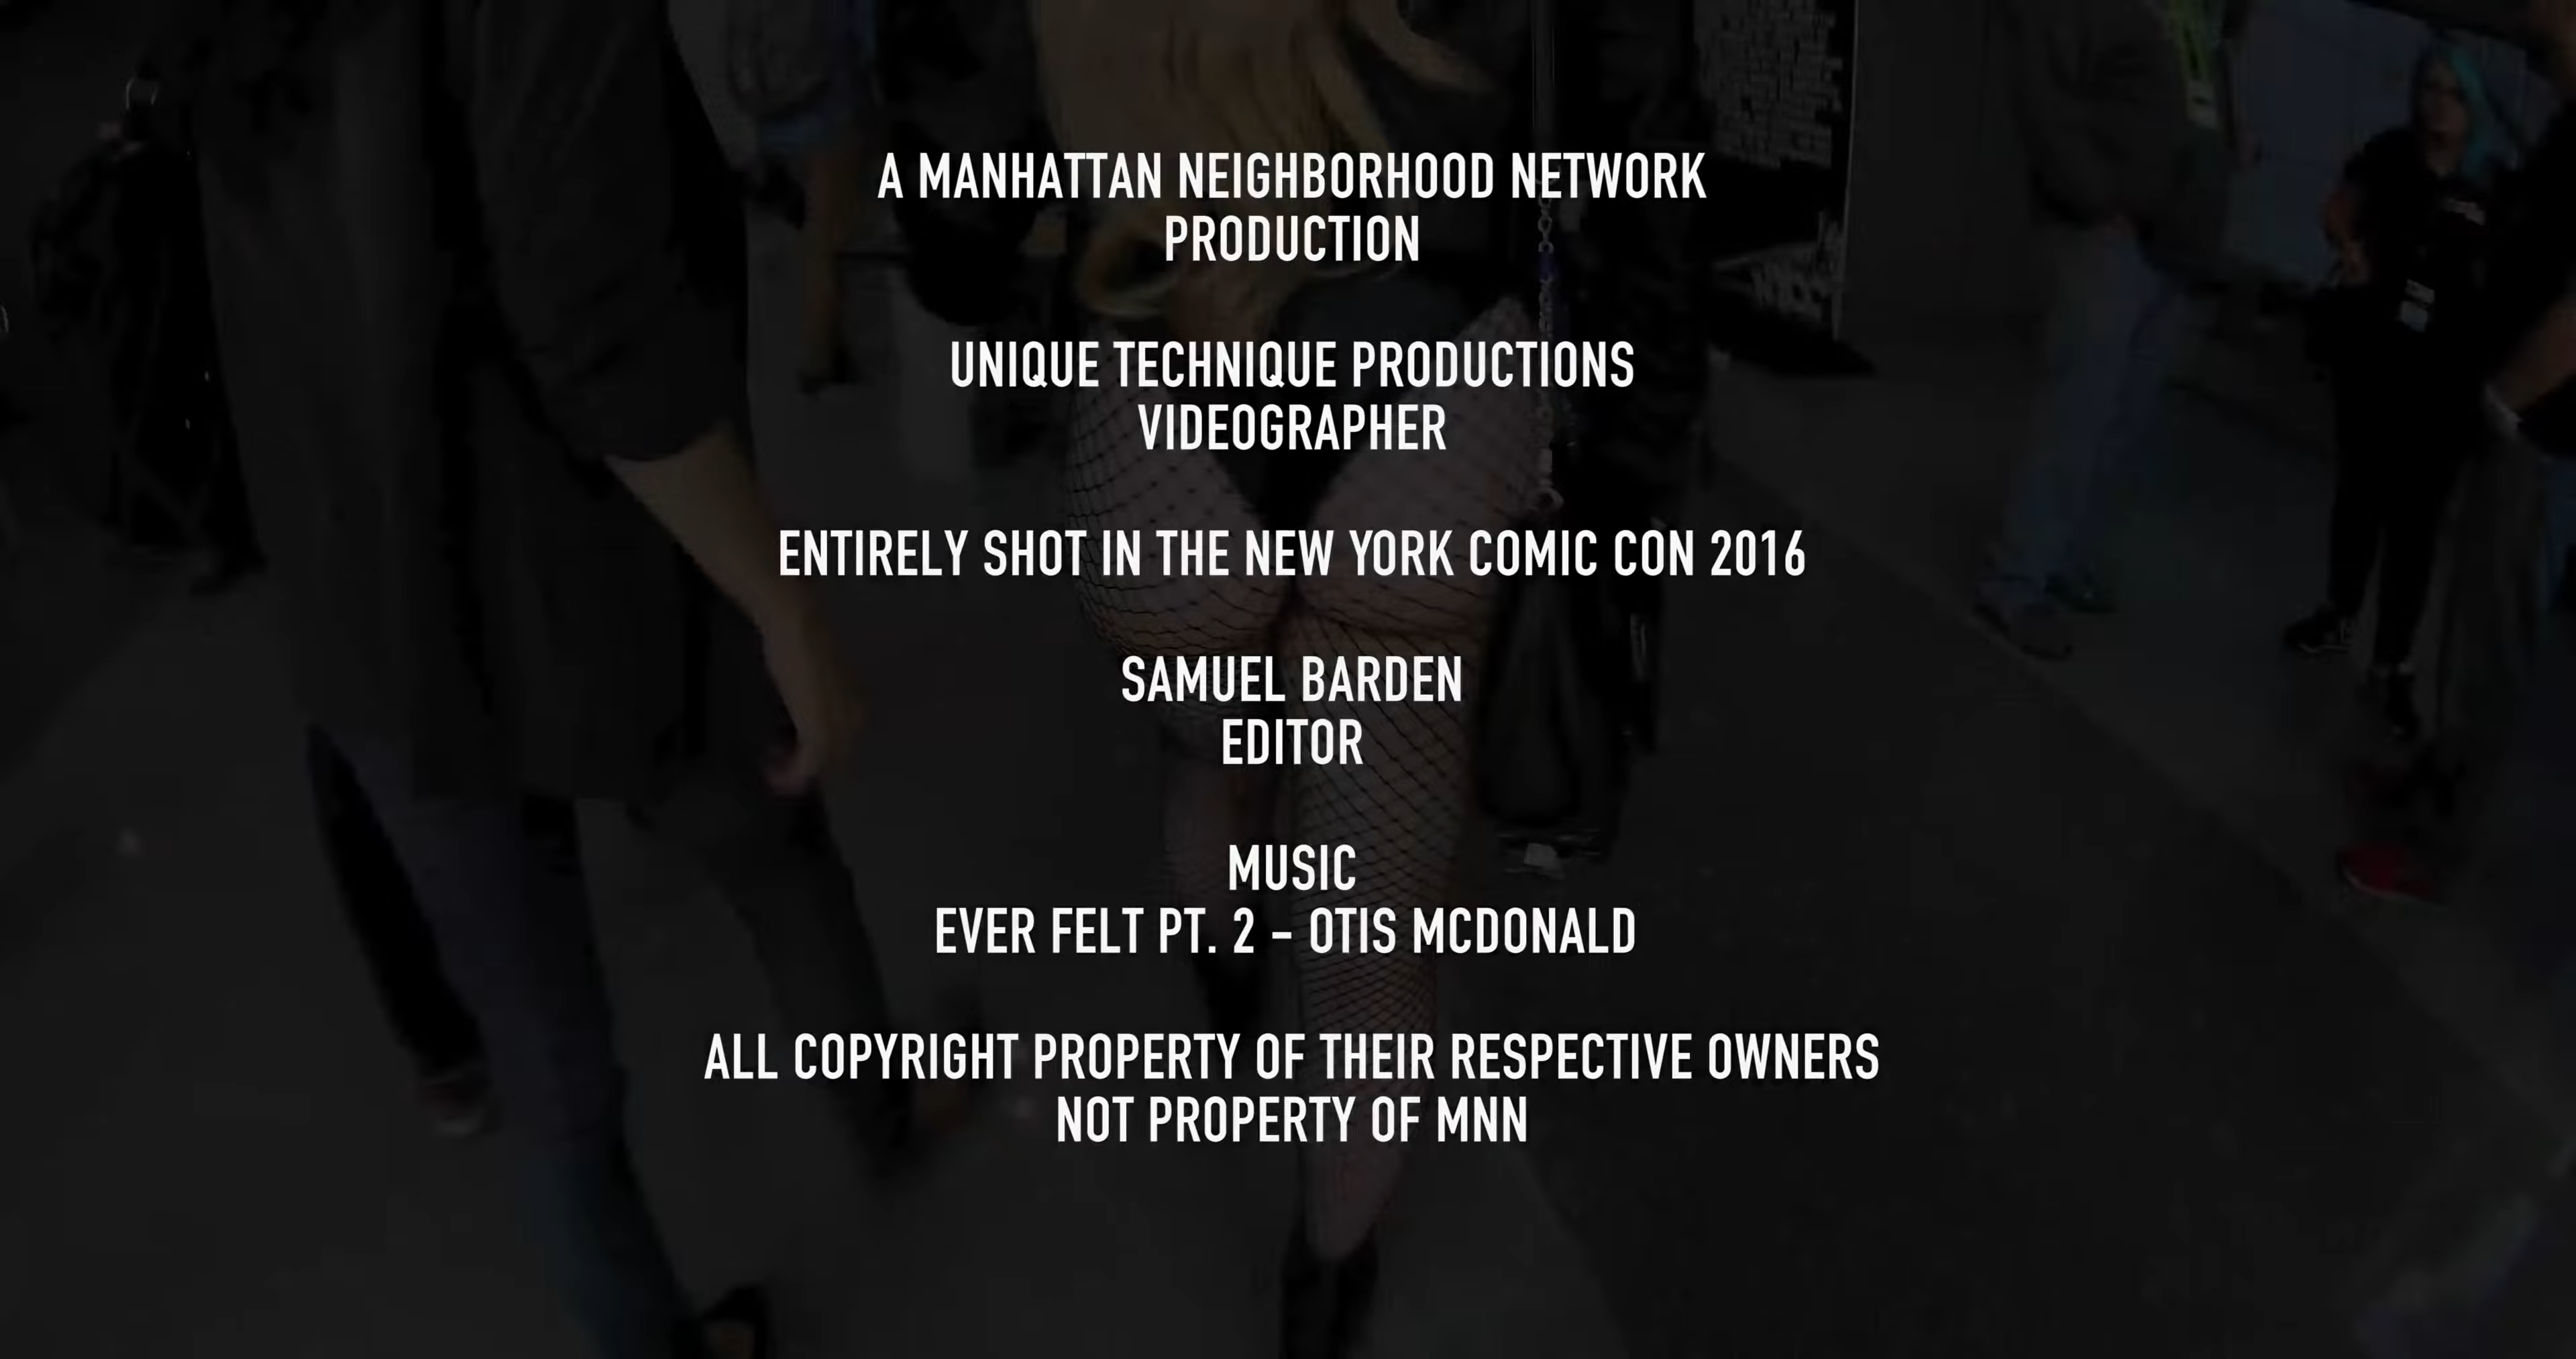 A MANHATTAN NEIGHBORHOOD NETWORK
PRODUCTION
UNIQUE TECHNIQUE PRODUCTIONS
VIDEOGRAPHER
ENTIRELY SHOT IN THE NEW YORK COMIC CON 2016
SAMUEL BARDEN
EDITOR
MUSIC
EVER FELT PT. 2 - OTIS MCDONALD
ALL COPYRIGHT PROPERTY OF THEIR RESPECTIVE OWNERS
NOT PROPERTY OF MNN